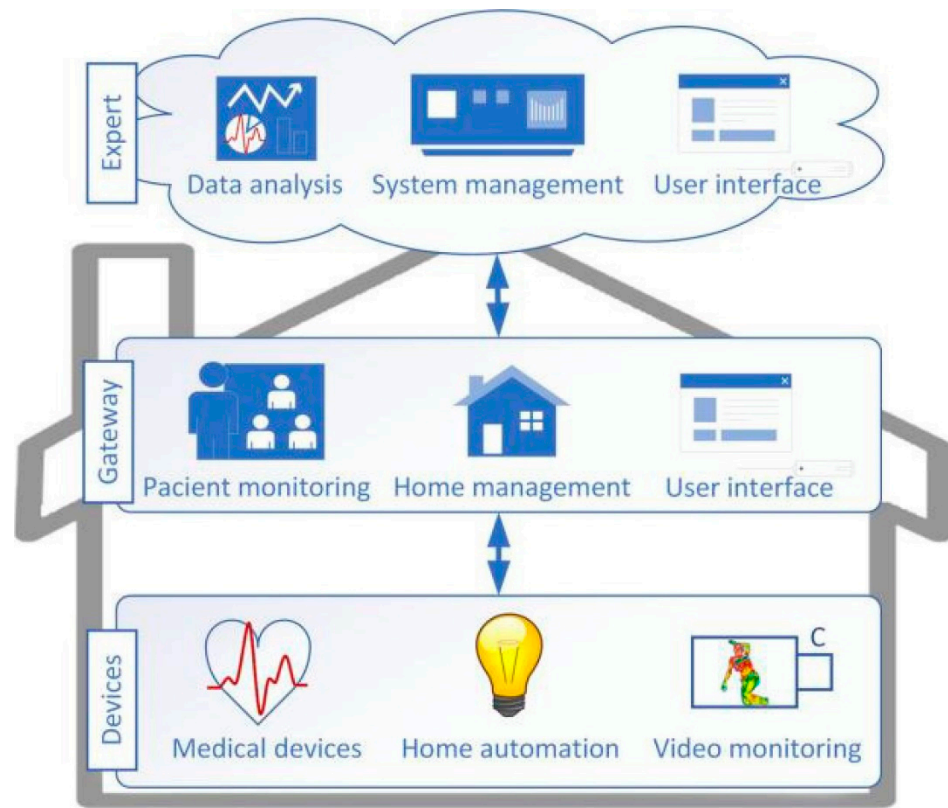 Expert
Data analysis
System management
User interface
Gateway
Pacient monitoring
Home management
User interface
Devices
C
Medical devices
Home automation
Video monitoring